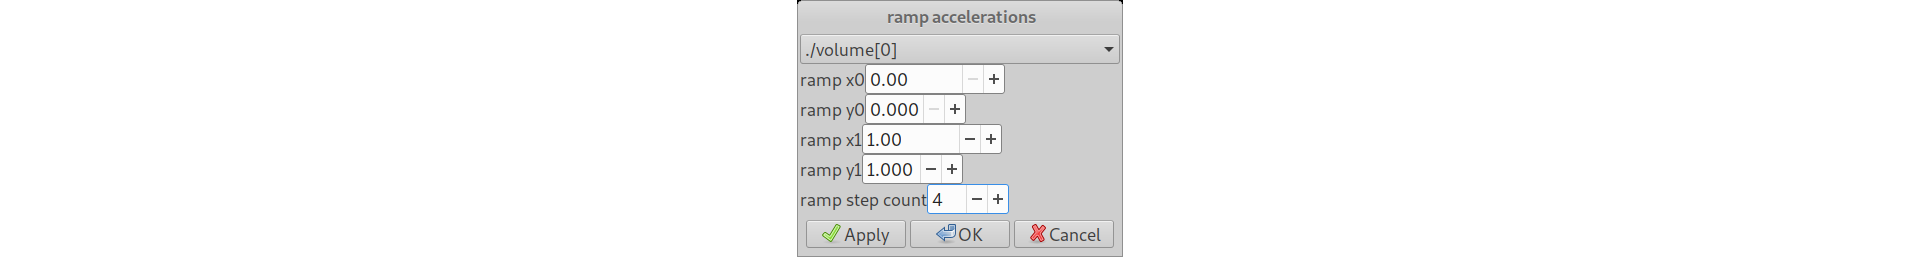 ramp accelerations
./volume[0]
ramp x0 0.00 − +
ramp y0 0.000 − +
ramp x1 1.00 − +
ramp y1 1.000 − +
ramp step count 4 − +
Apply OK Cancel